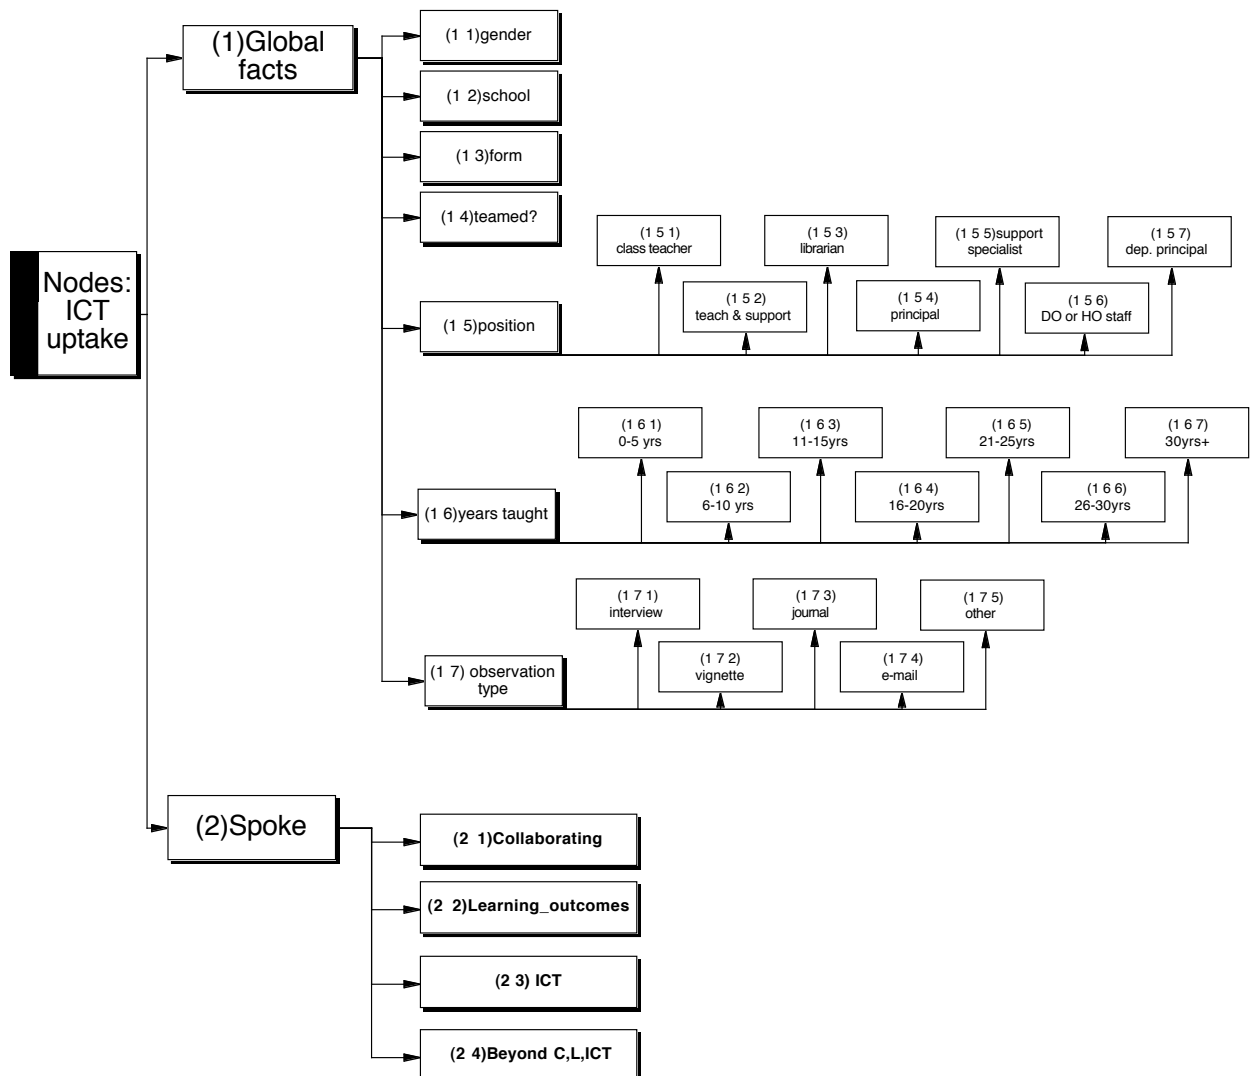 (1)Global
facts
(1 1)gender
(1 2)school
(1 3)form
(1 4)teamed?
Nodes:
ICT
uptake
(1 5)position
(1 5 1)
class teacher
(1 5 2)
teach & support
(1 5 3)
librarian
(1 5 4)
principal
(1 5 5)support
specialist
(1 5 6)
DO or HO staff
(1 5 7)
dep. principal
(1 6)years taught
(1 6 1)
0-5 yrs
(1 6 2)
6-10 yrs
(1 6 3)
11-15yrs
(1 6 4)
16-20yrs
(1 6 5)
21-25yrs
(1 6 6)
26-30yrs
(1 6 7)
30yrs+
(1 7) observation
type
(1 7 1)
interview
(1 7 2)
vignette
(1 7 3)
journal
(1 7 4)
e-mail
(1 7 5)
other
(2)Spoke
(2 1)Collaborating
(2 2)Learning_outcomes
(2 3) ICT
(2 4)Beyond C,L,ICT